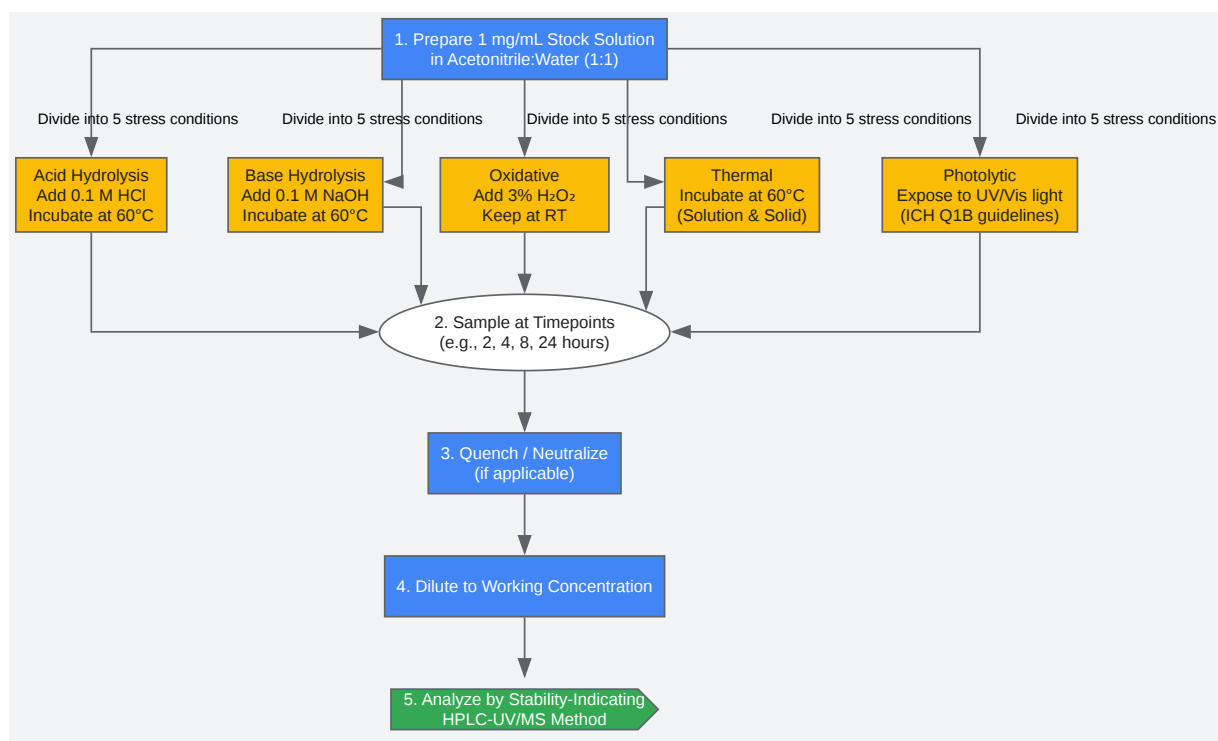 1. Prepare 1 mg/mL Stock Solution
in Acetonitrile:Water (1:1)
Divide into 5 stress conditions
Divide into 5 stress conditions
Divide into 5 stress conditions
Divide into 5 stress conditions
Divide into 5 stress conditions
Acid Hydrolysis
Add 0.1 M HCl
Incubate at 60°C
Base Hydrolysis
Add 0.1 M NaOH
Incubate at 60°C
Oxidative
Add 3% H₂O₂
Keep at RT
Thermal
Incubate at 60°C
(Solution & Solid)
Photolytic
Expose to UV/Vis light
(ICH Q1B guidelines)
2. Sample at Timepoints
(e.g., 2, 4, 8, 24 hours)
3. Quench / Neutralize
(if applicable)
4. Dilute to Working Concentration
5. Analyze by Stability-Indicating
HPLC-UV/MS Method